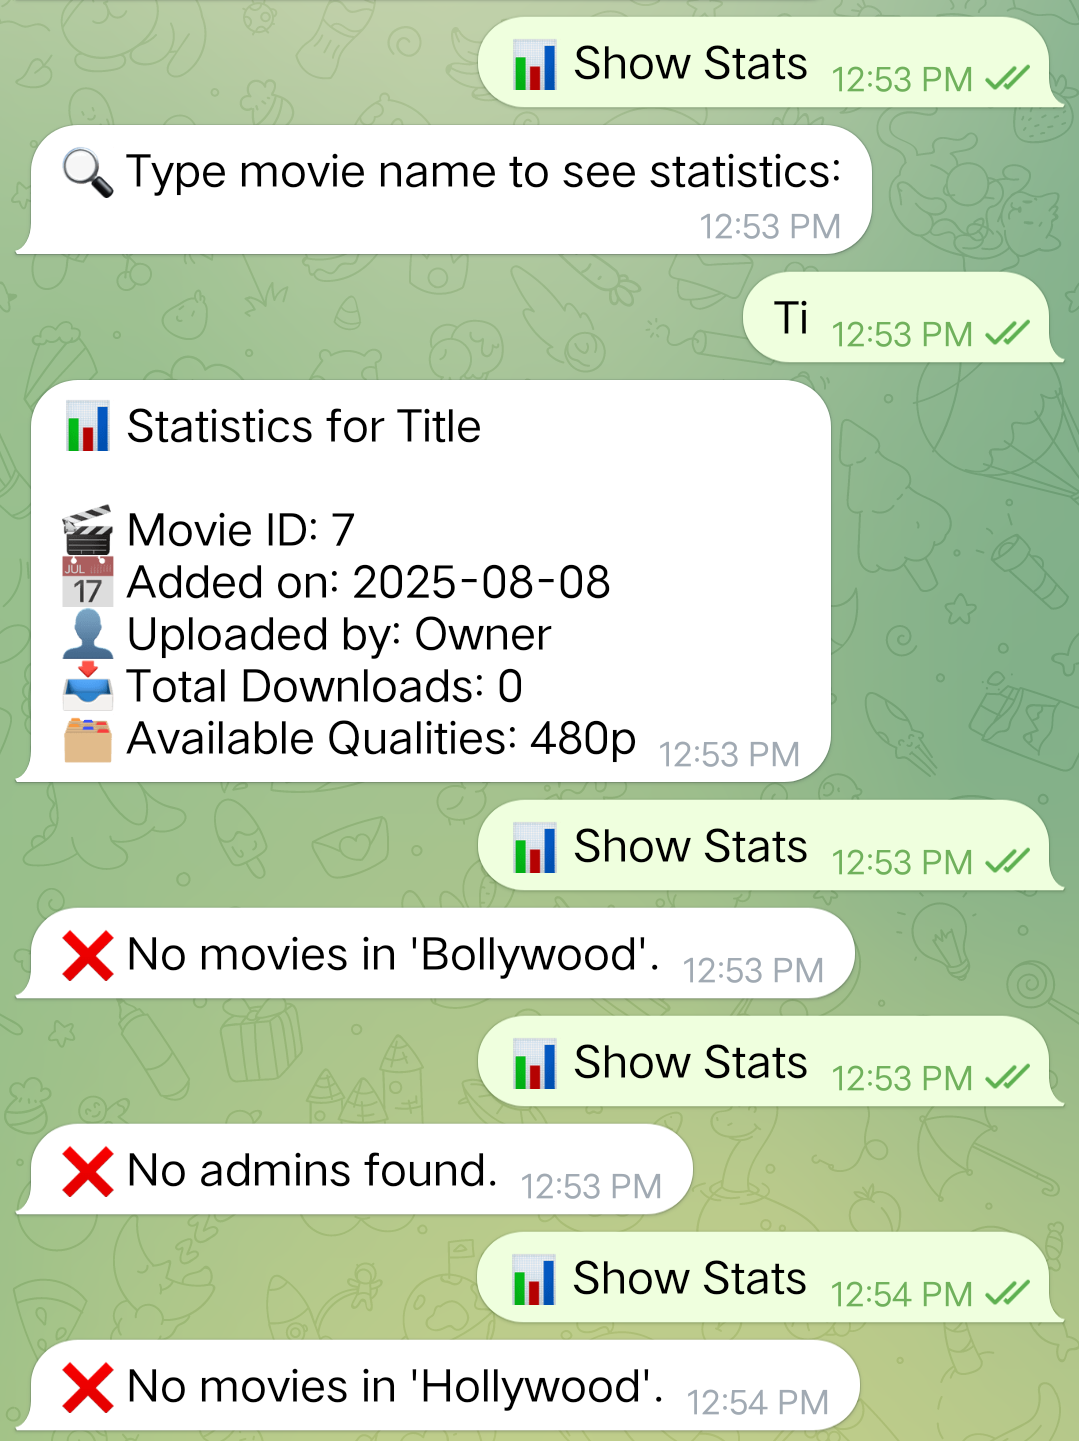 📊 Show Stats 12:53 PM
🔍 Type movie name to see statistics:
12:53 PM
Ti 12:53 PM
📊 Statistics for Title
🎬 Movie ID: 7
📅 Added on: 2025-08-08
👤 Uploaded by: Owner
📥 Total Downloads: 0
🗂 Available Qualities: 480p 12:53 PM
📊 Show Stats 12:53 PM
❌ No movies in 'Bollywood'. 12:53 PM
📊 Show Stats 12:53 PM
❌ No admins found. 12:53 PM
📊 Show Stats 12:54 PM
❌ No movies in 'Hollywood'. 12:54 PM